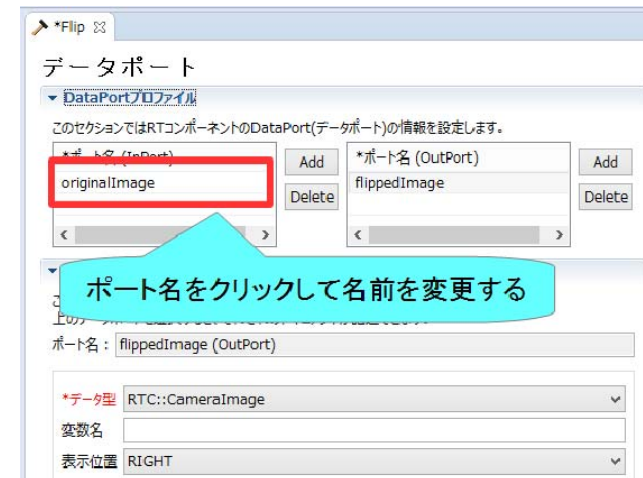 *Flip
データポート
DataPortプロファイル
このセクションではRTコンポーネントのDataPort(データポート)の情報を設定します。
(InPort)
Add
*ポート名 (OutPort)
Add
originalImage
Delete
flippedImage
Delete
ポート名をクリックして名前を変更する
ポート名：
flippedImage (OutPort)
*データ型
RTC::CameraImage
変数名
表示位置
RIGHT